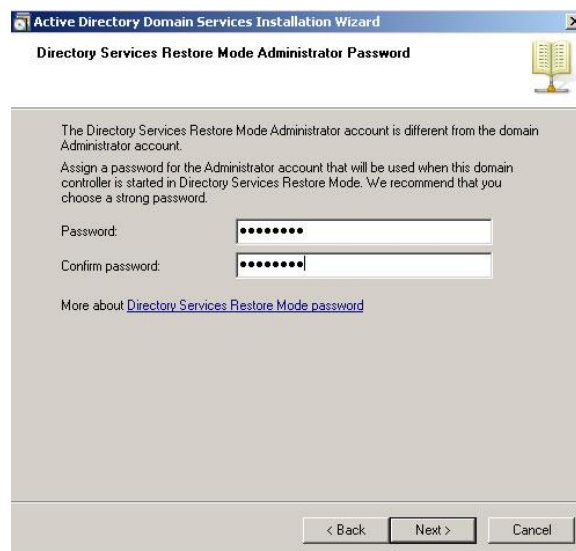 Active Directory Domain Services Installation Wizard
Directory Services Restore Mode Administrator Password
The Directory Services Restore Mode Administrator account is different from the domain
Administrator account.
Assign a password for the Administrator account that will be used when this domain
controller is started in Directory Services Restore Mode. We recommend that you
choose a strong password.
Password:
Confirm password:
More about Directory Services Restore Mode password
< Back Next > Cancel